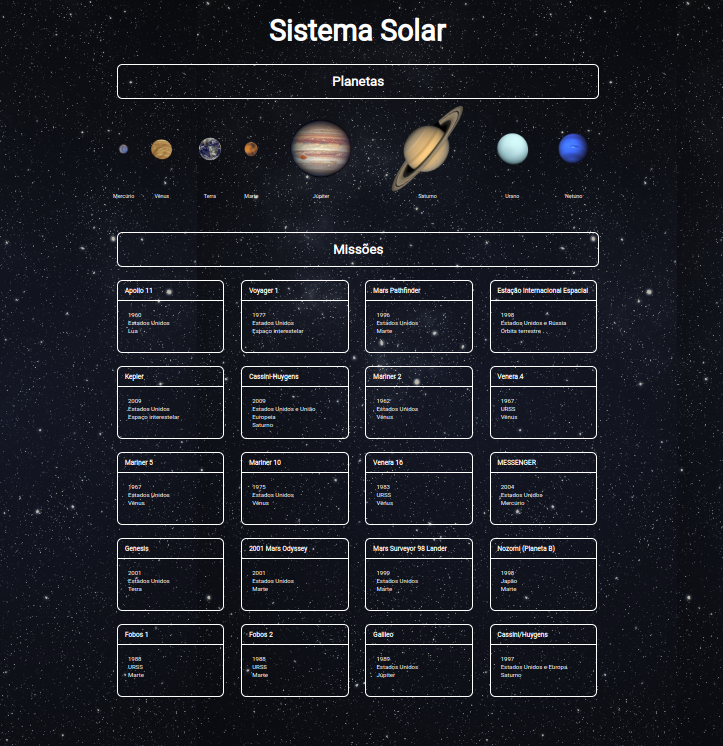 Sistema Solar
Planetas
Mercúrio
Vênus
Terra
Marte
Júpiter
Saturno
Urano
Netuno
Missões
Apollo 11
1960
Estados Unidos
Lua
Voyager 1
1977
Estados Unidos
Espaço interestelar
Mars Pathfinder
1996
Estados Unidos
Marte
Estação Internacional Espacial
1998
Estados Unidos e Rússia
Órbita terrestre
Kepler
2009
Estados Unidos
Espaço interestelar
Cassini-Huygens
2009
Estados Unidos e União
Europeia
Saturno
Mariner 2
1962
Estados Unidos
Vênus
Venera 4
1967
URSS
Vênus
Mariner 5
1967
Estados Unidos
Vênus
Mariner 10
1975
Estados Unidos
Vênus
Venera 16
1983
URSS
Vênus
MESSENGER
2004
Estados Unidos
Mercúrio
Genesis
2001
Estados Unidos
Terra
2001 Mars Odyssey
2001
Estados Unidos
Marte
Mars Surveyor 98 Lander
1999
Estados Unidos
Marte
Nozomi (Planeta B)
1998
Japão
Marte
Fobos 1
1988
URSS
Marte
Fobos 2
1988
URSS
Marte
Galileo
1989
Estados Unidos
Júpiter
Cassini/Huygens
1997
Estados Unidos e Europa
Saturno